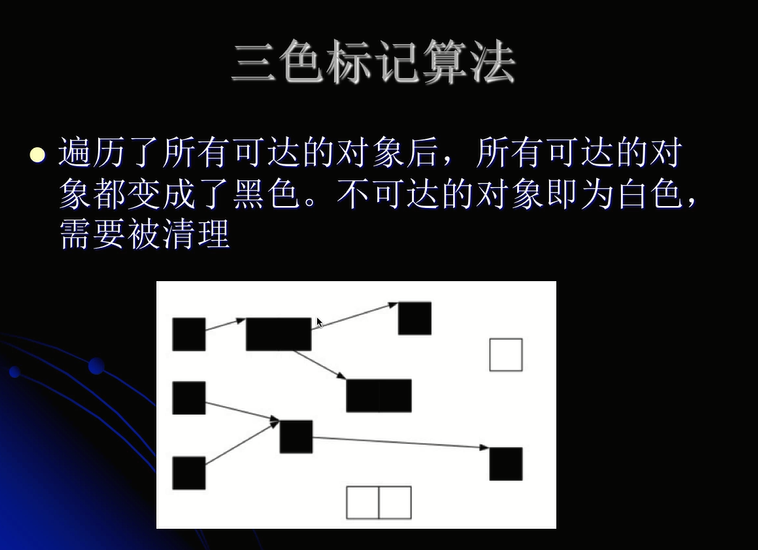 三色标记算法
遍历了所有可达的对象后，所有可达的对
象都变成了黑色。不可达的对象即为白色，
需要被清理